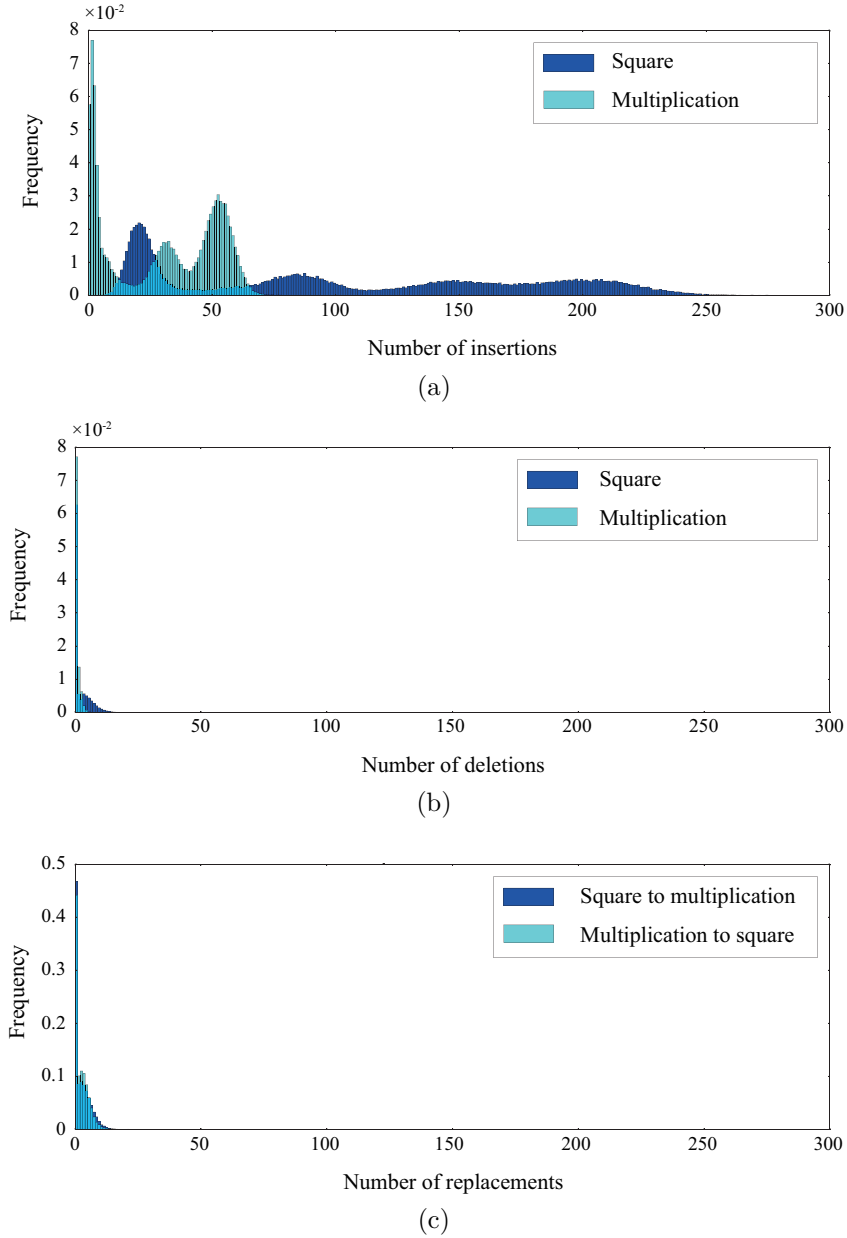 ×10-2
8
7
6
5
4
3
2
1
0
Frequency
Square
Multiplication
0 50 100 150 200 250 300
Number of insertions
(a)
×10-2
8
7
6
5
4
3
2
1
0
Frequency
Square
Multiplication
0 50 100 150 200 250 300
Number of deletions
(b)
0.5
0.4
0.3
0.2
0.1
0
Frequency
Square to multiplication
Multiplication to square
0 50 100 150 200 250 300
Number of replacements
(c)